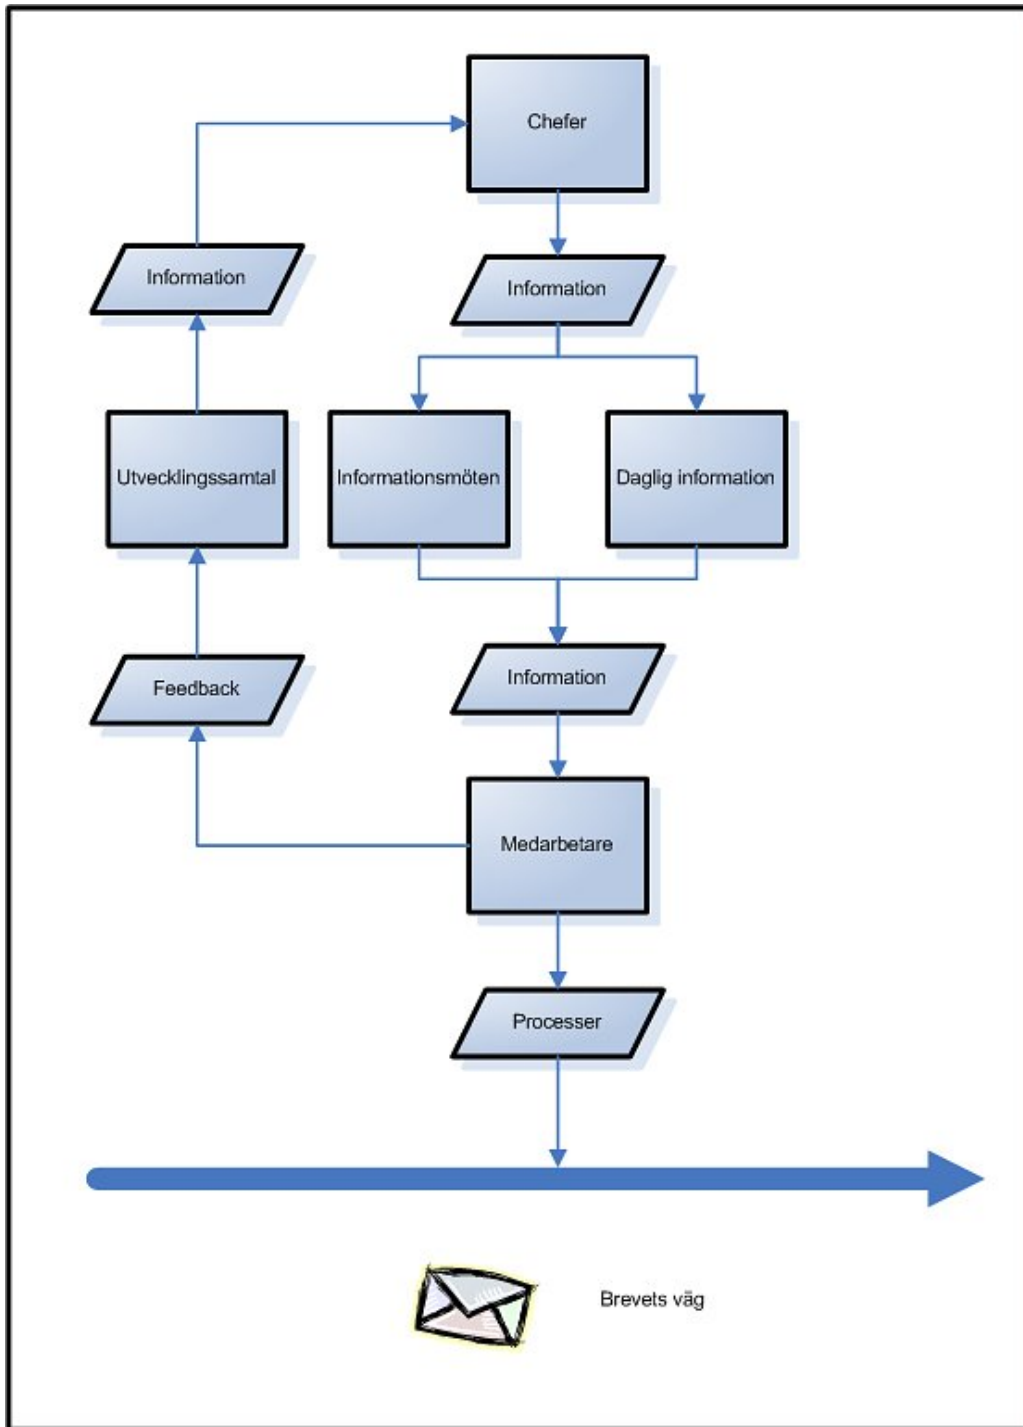 Chefer
Information
Information
Utvecklingssamtal
Informationsmöten
Daglig information
Information
Feedback
Medarbetare
Processer
Brevets väg